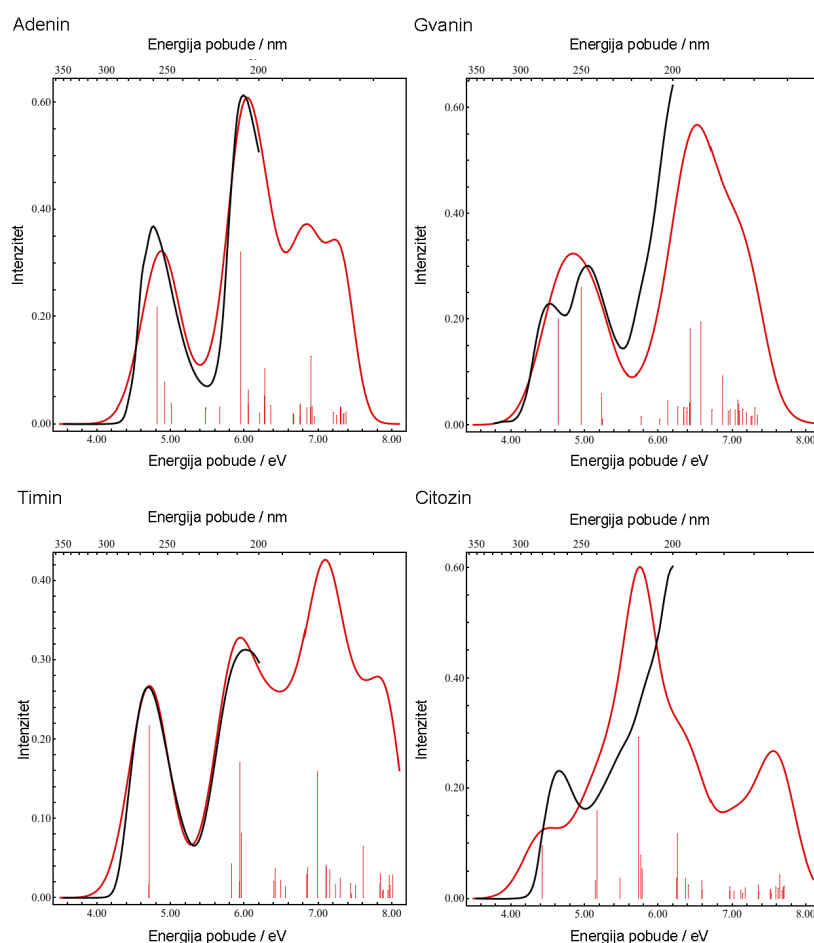 Adenin
Energija pobude / nm
350 300 250 200
0.60
0.40
0.20
0.00
Intenzitet
4.00 5.00 6.00 7.00 8.00
Energija pobude / eV
Gvanin
Energija pobude / nm
350 300 250 200
0.60
0.40
0.20
0.00
Intenzitet
4.00 5.00 6.00 7.00 8.00
Energija pobude / eV
Timin
Energija pobude / nm
350 300 250 200
0.40
0.30
0.20
0.10
0.00
Intenzitet
4.00 5.00 6.00 7.00 8.00
Energija pobude / eV
Citozin
Energija pobude / nm
350 300 250 200
0.60
0.40
0.20
0.00
Intenzitet
4.00 5.00 6.00 7.00 8.00
Energija pobude / eV